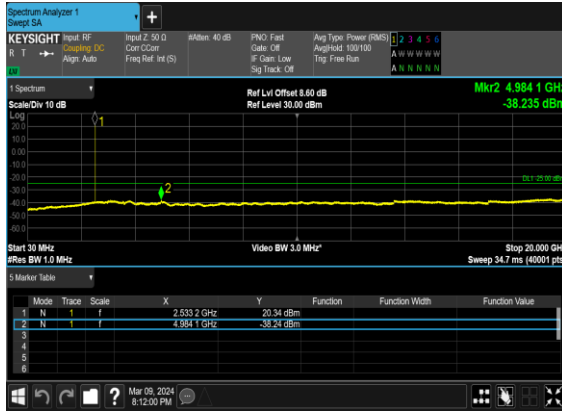 Spectrum Analyzer 1
Swept SA
+
KEYSIGHT Input: RF Input Z: 50 Ω #Atten: 40 dB PNO: Fast Avg Type: Power (RMS) 1 2 3 4 5 6
R T Coupling: DC Corr CCorr Gate: Off Avg|Hold: 100/100 A W W W W W
Align: Auto Freq Ref: Int (S) IF Gain: Low Trig: Free Run
LU Sig Track: Off A N N N N N
1 Spectrum Ref Lvl Offset 8.60 dB Mkr2 4.984 1 GHz
Scale/Div 10 dB Ref Level 30.00 dBm -38.235 dBm
Log
1
20.0
10.0
0.00
-10.0
-20.0 DL1 -25.00 dBm
-30.0 2
-40.0
-50.0
-60.0
Start 30 MHz Video BW 3.0 MHz* Stop 20.000 GHz
#Res BW 1.0 MHz Sweep 34.7 ms (40001 pts)
5 Marker Table
Mode Trace Scale X Y Function Function Width Function Value
1 N 1 f 2.533 2 GHz 20.34 dBm
2 N 1 f 4.984 1 GHz -38.24 dBm
3
4
5
6
? Mar 09, 2024
8:12:00 PM